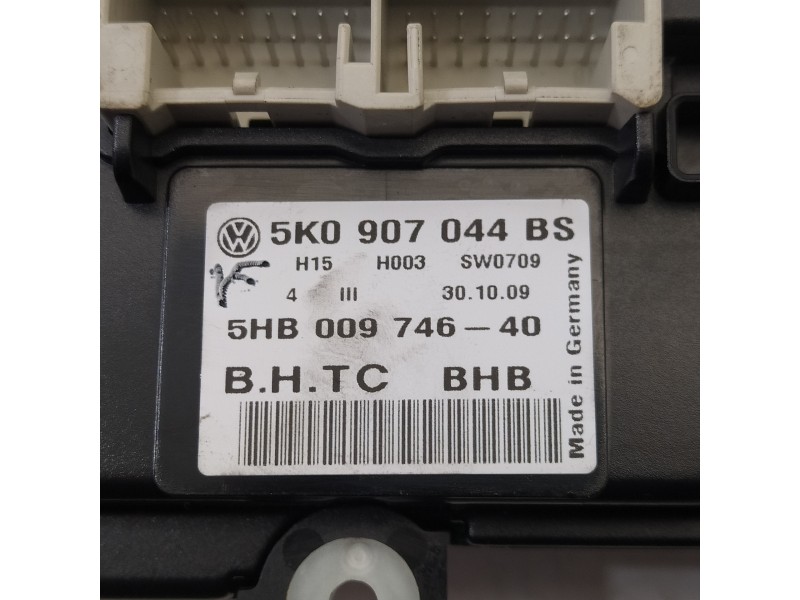 5K0 907 044 BS
H15 H003 SW0709
4 III 30.10.09
5HB 009 746-40
B.H.TC BHB
Made in Germany